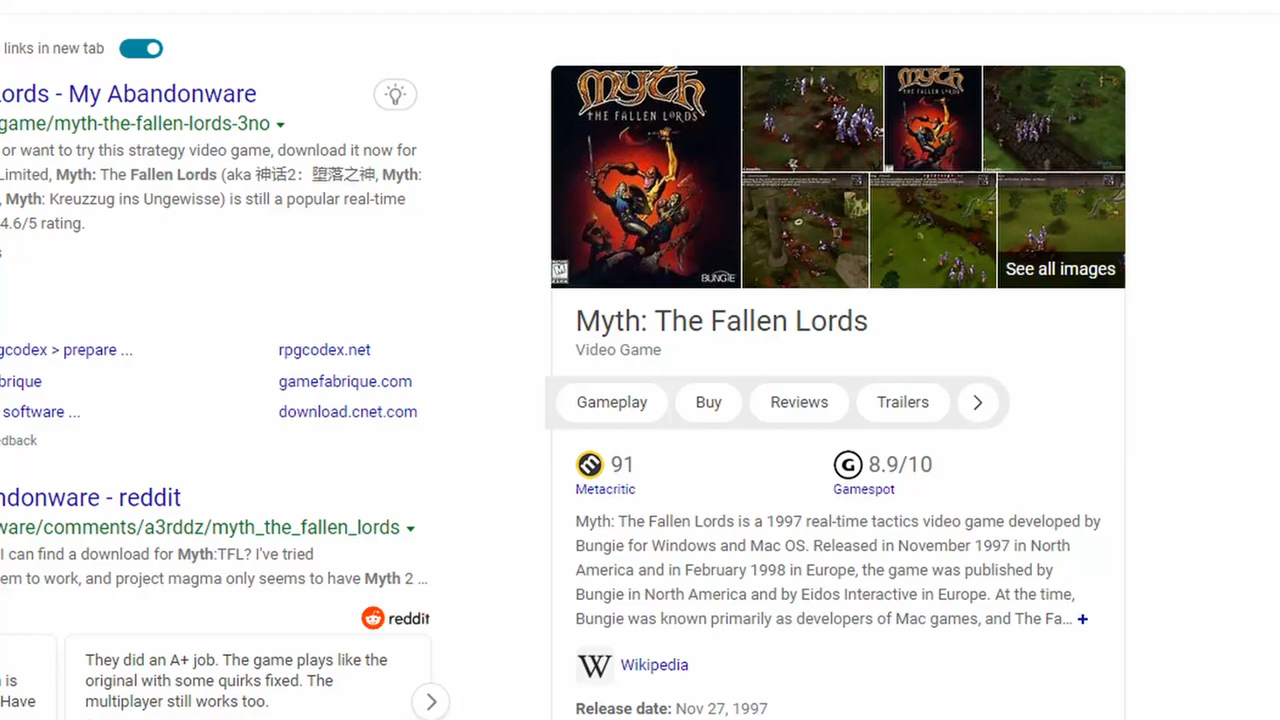 links in new tab
ords - My Abandonware
game/myth-the-fallen-lords-3no
or want to try this strategy video game, download it now for
Limited, Myth: The Fallen Lords (aka 神话2：堕落之神, Myth:
, Myth: Kreuzzug ins Ungewisse) is still a popular real-time
4.6/5 rating.
s
gcodex > prepare ...
rpgcodex.net
brique
gamefabrique.com
software ...
download.cnet.com
edback
ndonware - reddit
ware/comments/a3rddz/myth_the_fallen_lords
I can find a download for Myth:TFL? I've tried
em to work, and project magma only seems to have Myth 2 ...
reddit
is
Have
They did an A+ job. The game plays like the
original with some quirks fixed. The
multiplayer still works too.
Myth
THE FALLEN LORDS
BUNGIE
Myth
THE FALLEN LORDS
See all images
Myth: The Fallen Lords
Video Game
Gameplay
Buy
Reviews
Trailers
91
Metacritic
G 8.9/10
Gamespot
Myth: The Fallen Lords is a 1997 real-time tactics video game developed by
Bungie for Windows and Mac OS. Released in November 1997 in North
America and in February 1998 in Europe, the game was published by
Bungie in North America and by Eidos Interactive in Europe. At the time,
Bungie was known primarily as developers of Mac games, and The Fa... +
W Wikipedia
Release date: Nov 27, 1997